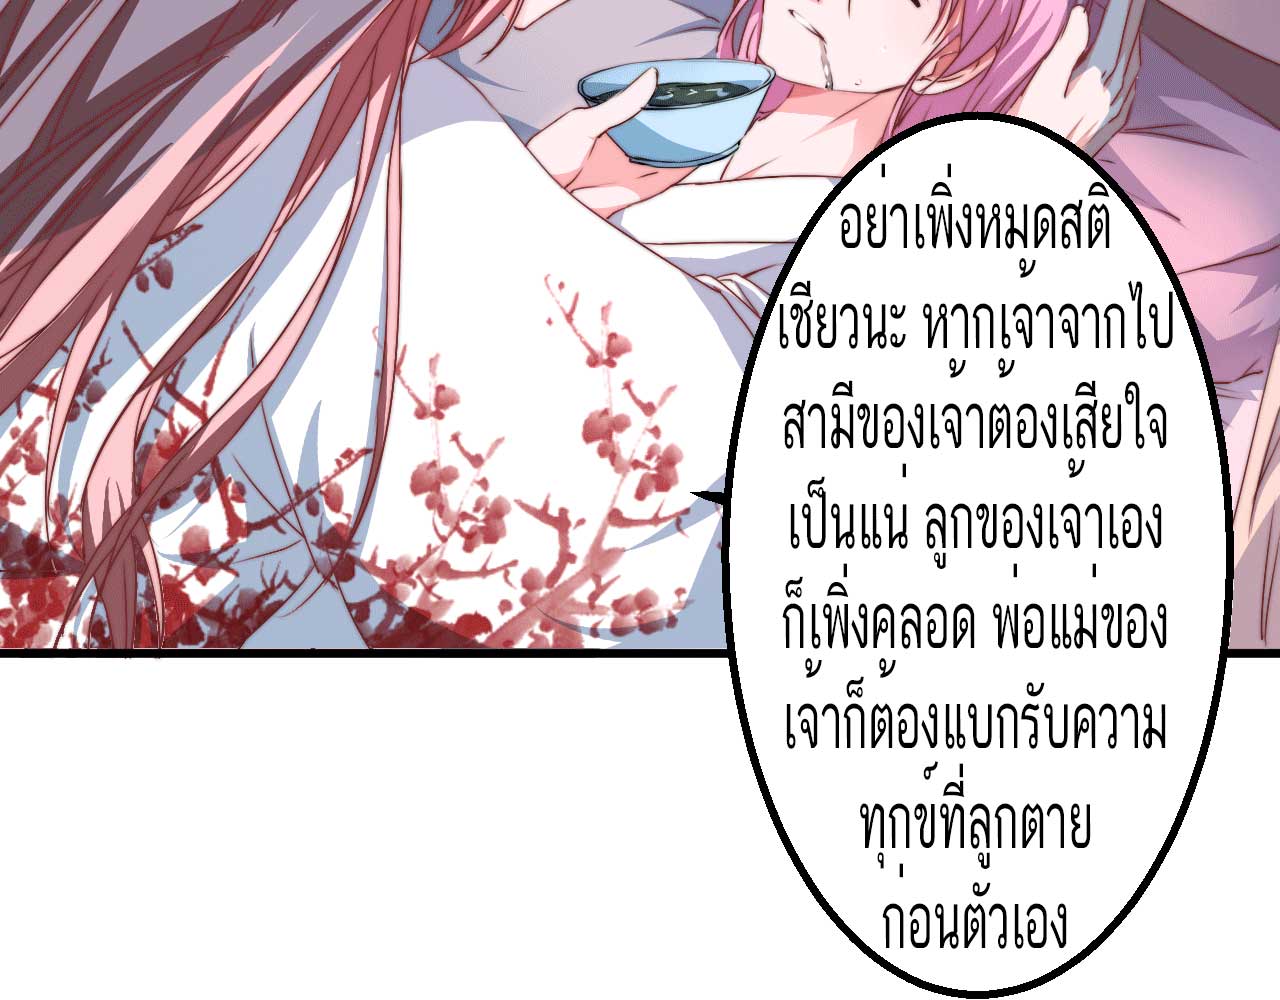 อย่าเพิ่งหมูดสติ
เชียวนะ หากู้เจู้าจากไป
สามีของเจ้าตองเสี้ยูใจ
เป็นแน่ ลูกของเจ้าเอง
ก็เู้พิ่งคูลู้อด พ่อแม่ของ
เจ้าก็ตองแบกรับความ
ทุกข์ที่ลูกตาย
ก่อนตัวเอง